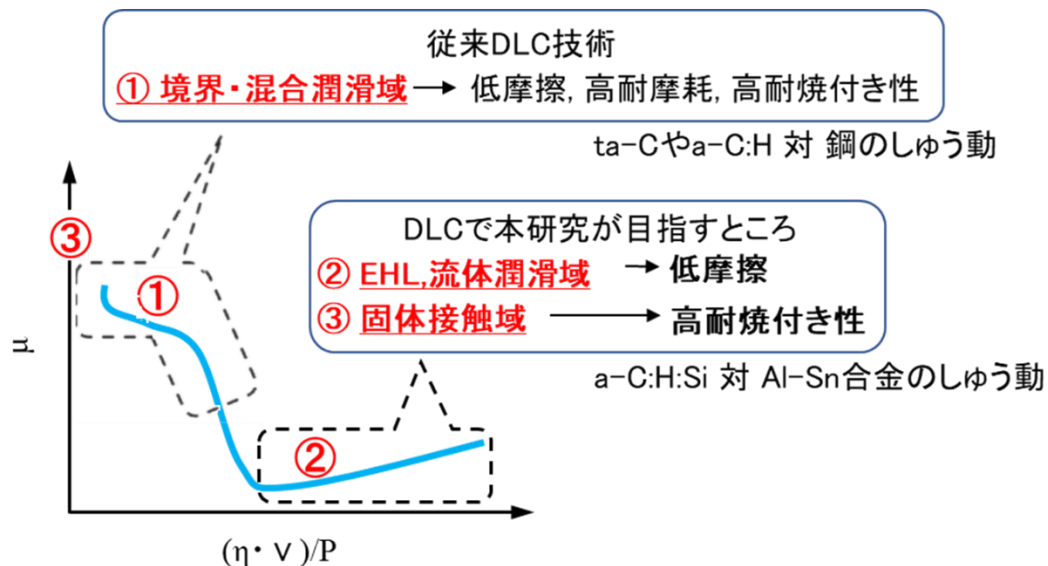 従来DLC技術
① 境界・混合潤滑域 → 低摩擦, 高耐摩耗, 高耐焼付き性
ta-Cやa-C:H 対 鋼のしゅう動
DLCで本研究が目指すところ
② EHL,流体潤滑域 → 低摩擦
③ 固体接触域 → 高耐焼付き性
a-C:H:Si 対 Al-Sn合金のしゅう動
③
①
②
μ
(η・V)/P